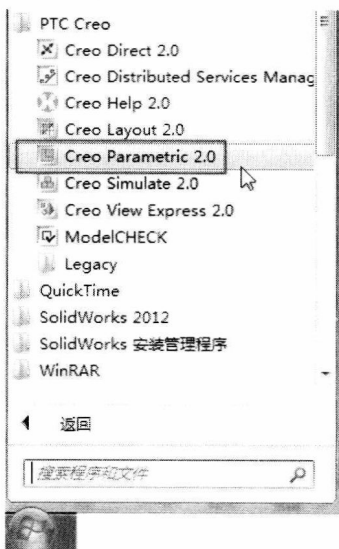 PTC Creo
Creo Direct 2.0
Creo Distributed Services Manag
Creo Help 2.0
Creo Layout 2.0
Creo Parametric 2.0
Creo Simulate 2.0
Creo View Express 2.0
ModelCHECK
Legacy
QuickTime
SolidWorks 2012
SolidWorks 安装管理程序
WinRAR
返回
搜索程序和文件